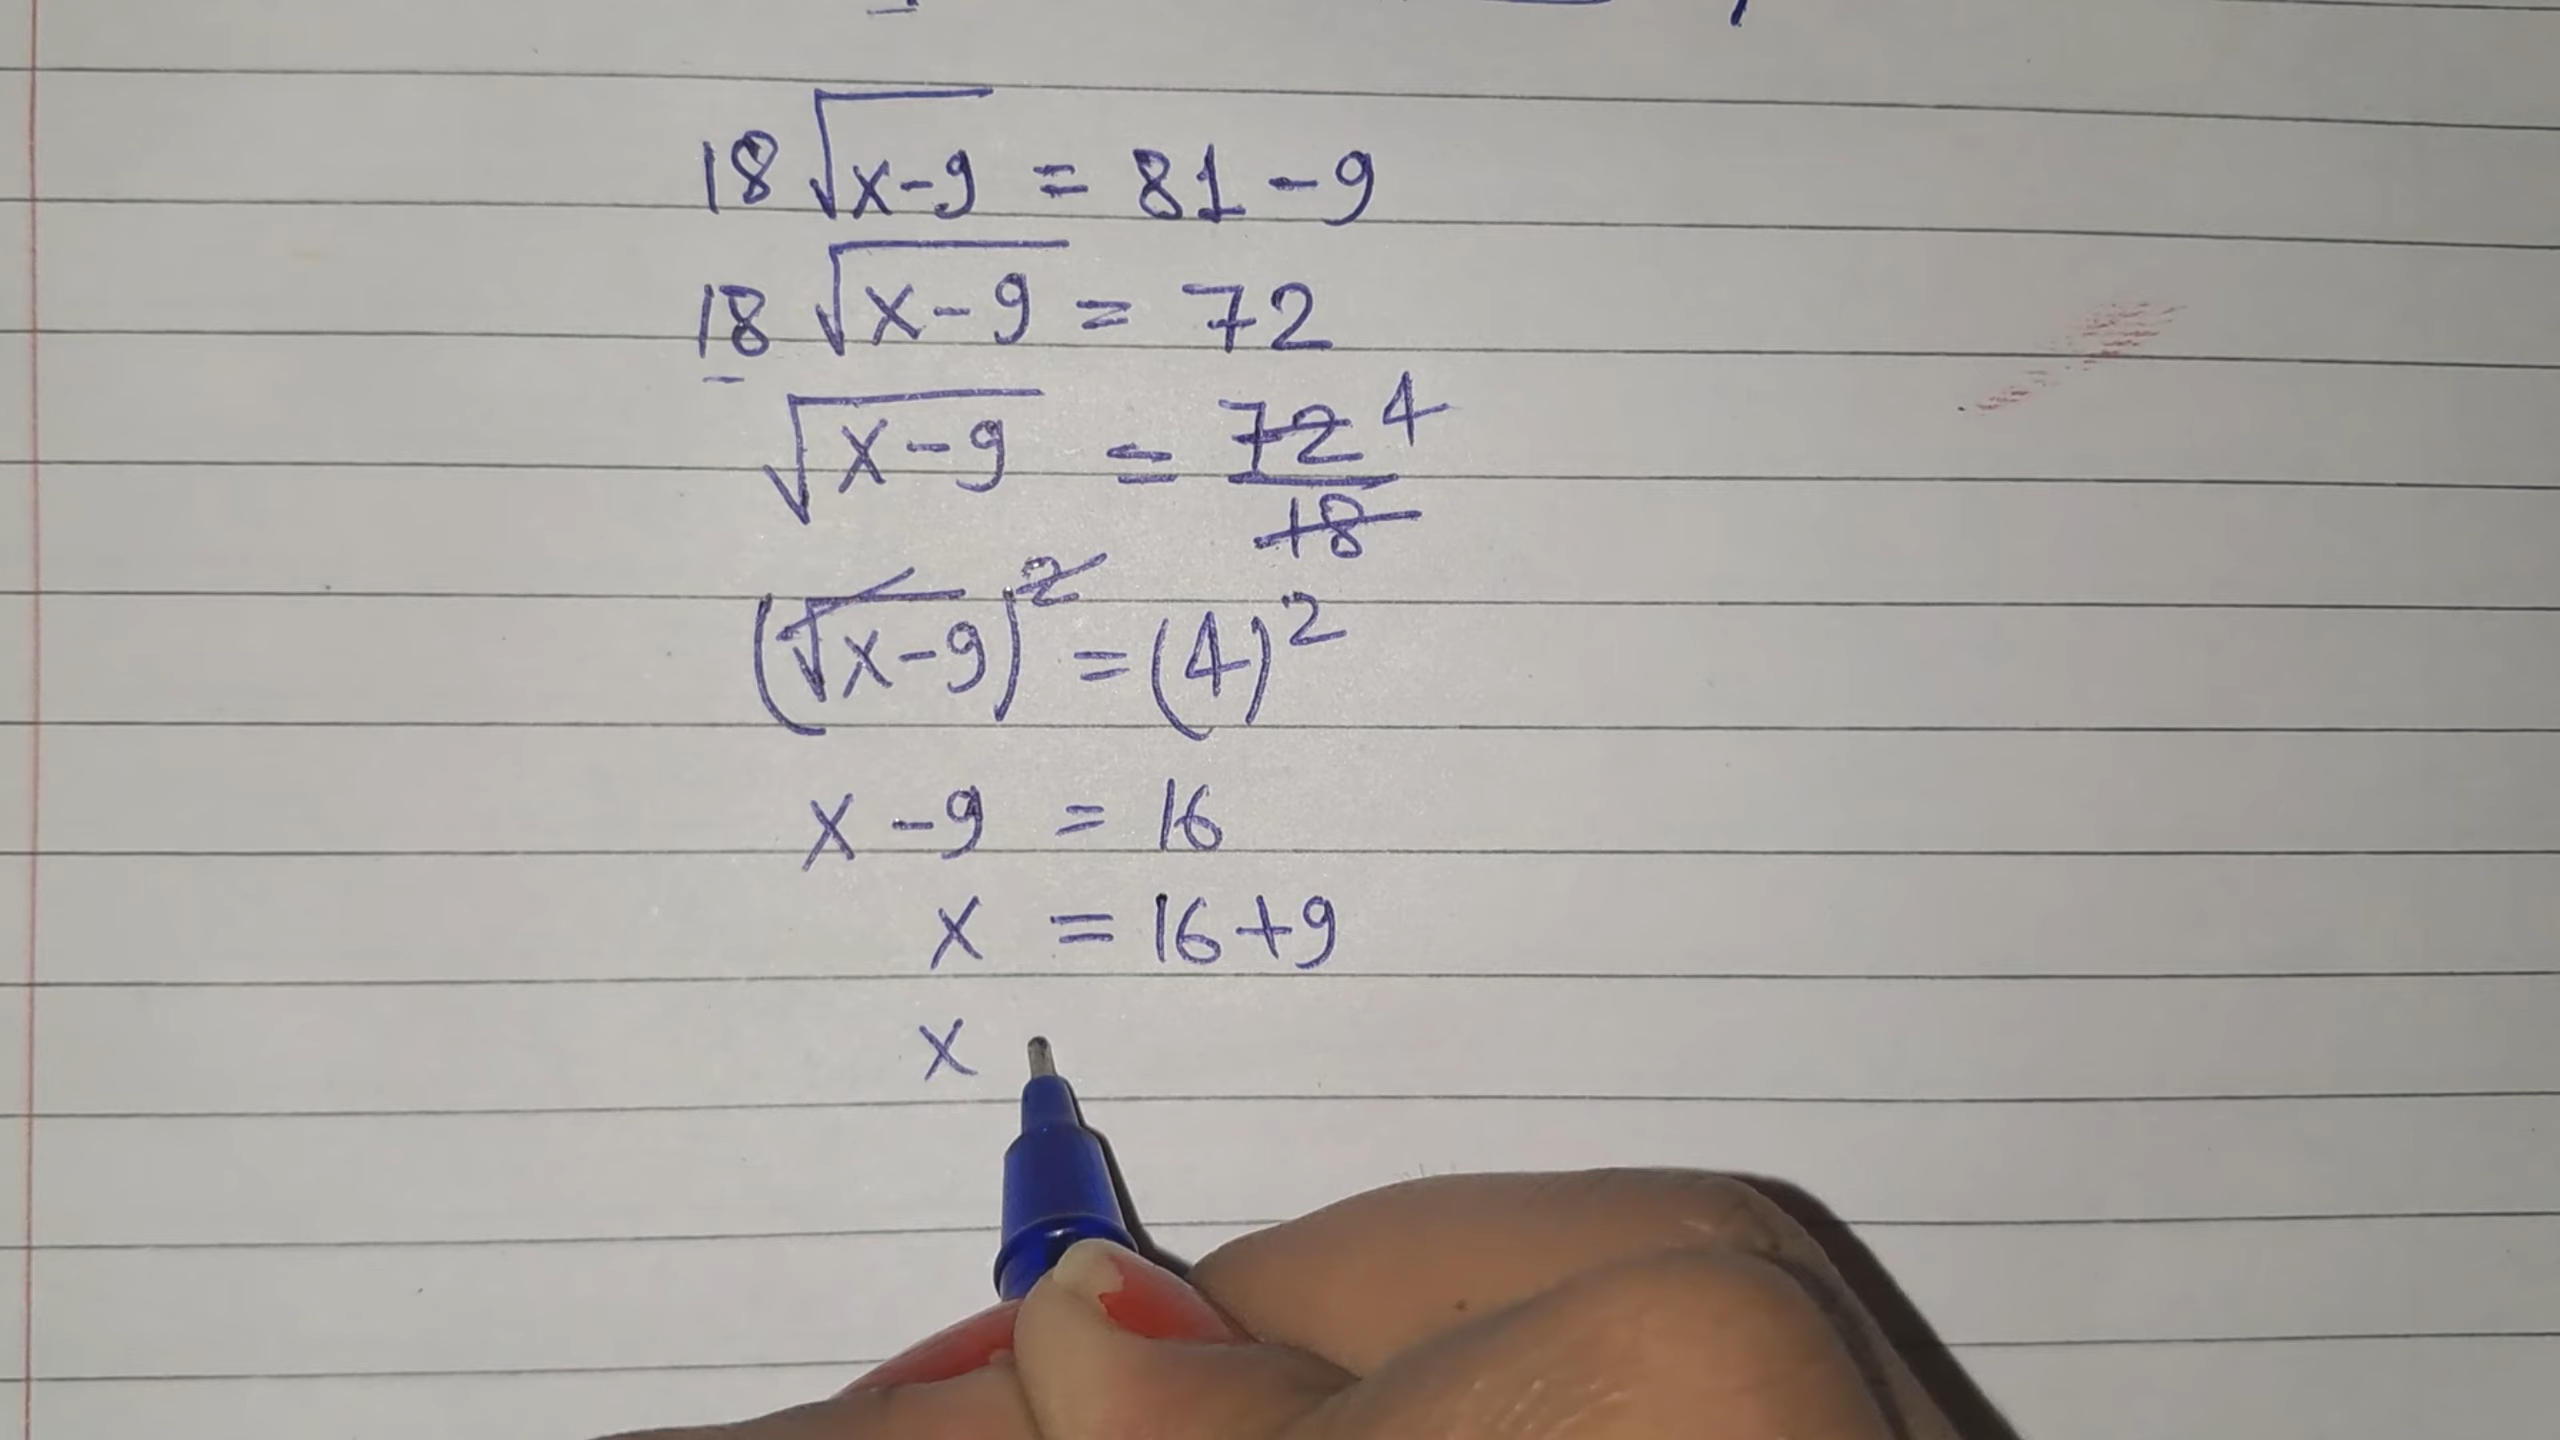 18 √x-9 = 81 - 9
18 √x-9 = 72
√x-9 = 72 4 / 18
(√x-9)² = (4)²
x - 9 = 16
x = 16+9
x